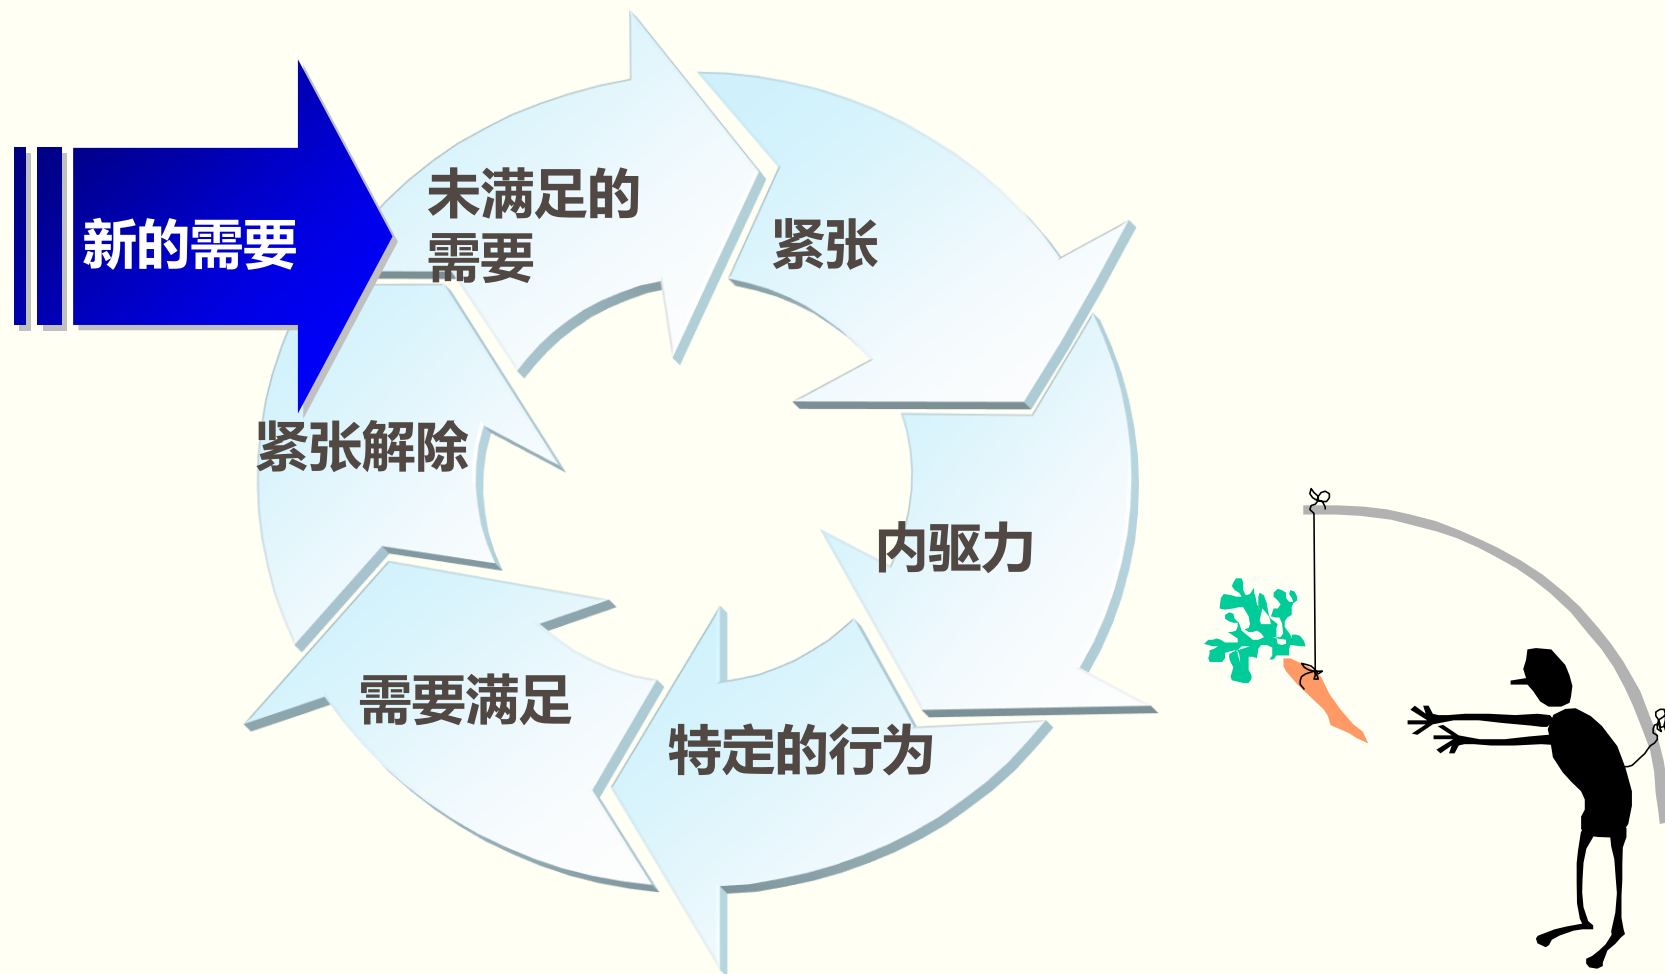 新的需要
未满足的
需要
紧张
内驱力
特定的行为
需要满足
紧张解除